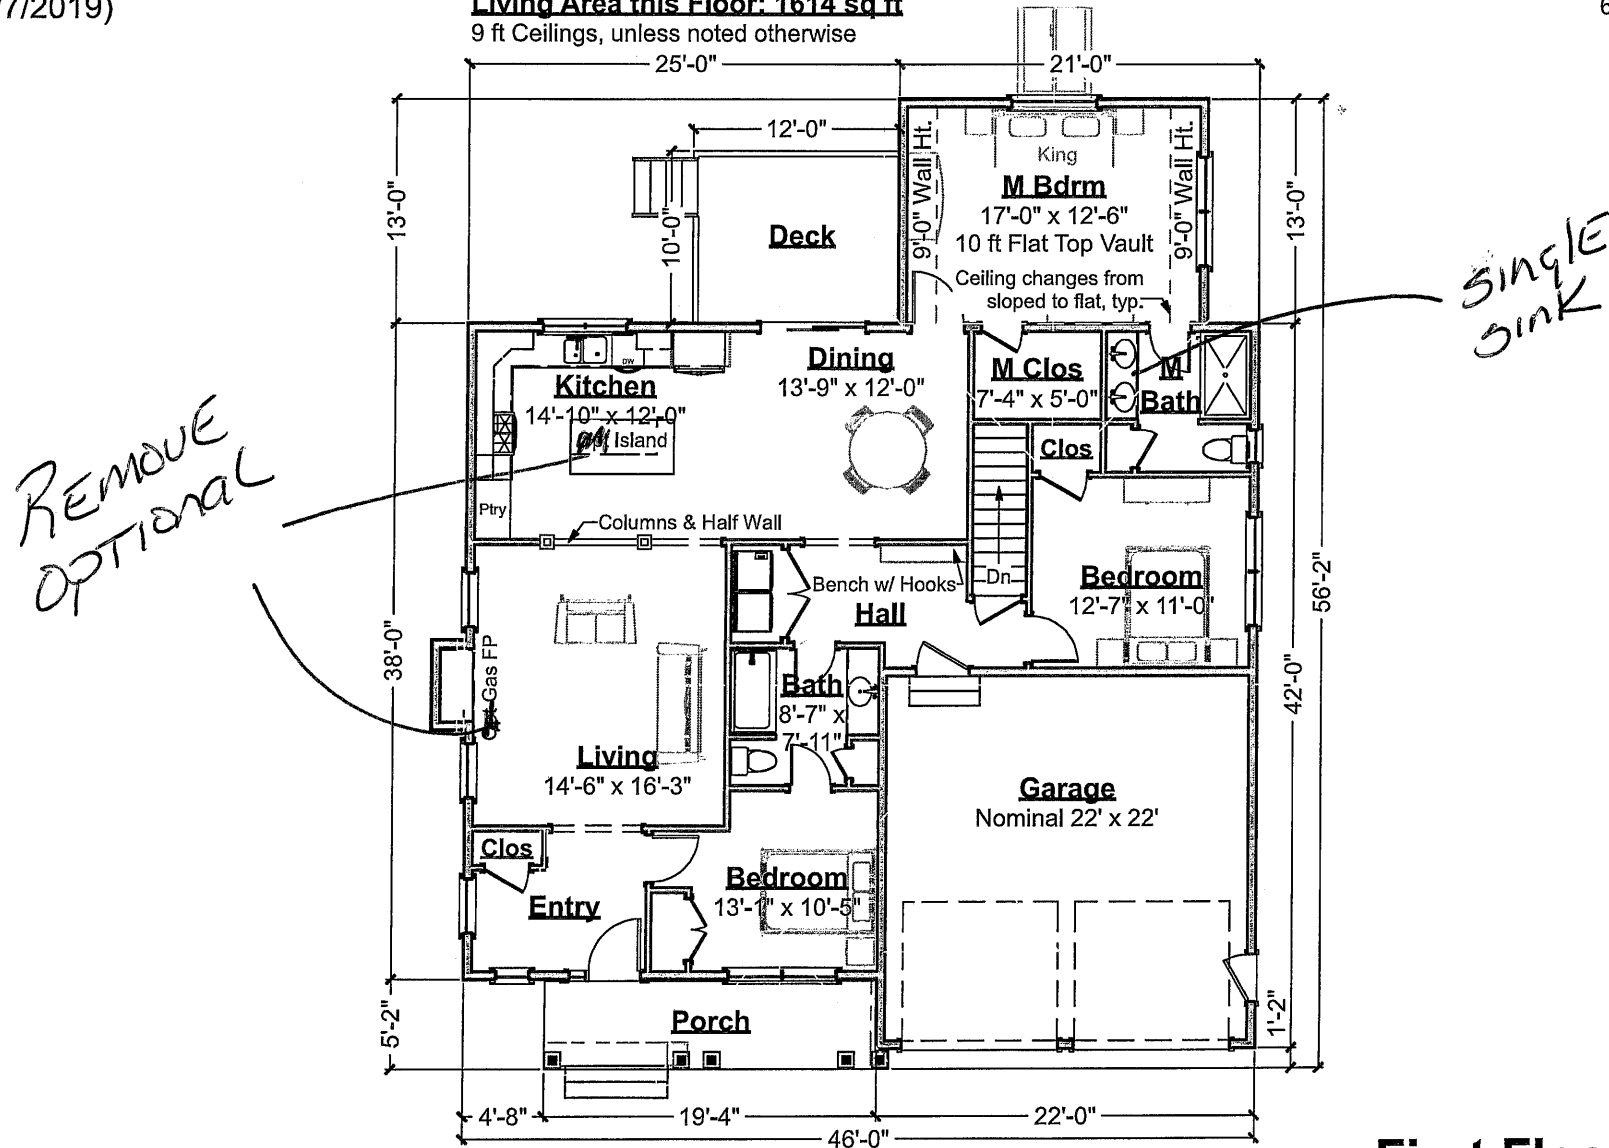 7/2019)
Living Area this Floor: 1614 sq ft
6
9 ft Ceilings, unless noted otherwise
25'-0"
21'-0"
12'-0"
King
9'-0" Wall Ht.
9'-0" Wall Ht.
M Bdrm
17'-0" x 12'-6"
10 ft Flat Top Vault
13'-0"
13'-0"
10'-0"
Deck
Ceiling changes from
sloped to flat, typ.
SINGLE
SINK
DW
Kitchen
14'-10" x 12'-0"
Island
Dining
13'-9" x 12'-0"
M Clos
7'-4" x 5'-0"
M
Bath
Clos
REMOVE
OPTIONAL
Ptry
Columns & Half Wall
Bench w/ Hooks
Hall
Dn
Bedroom
12'-7" x 11'-0"
56'-2"
38'-0"
42'-0"
Gas FP
Bath
8'-7" x
7'-11"
Living
14'-6" x 16'-3"
Garage
Nominal 22' x 22'
Clos
Entry
Bedroom
13'-1" x 10'-5"
5'-2"
Porch
1'-2"
4'-8"
19'-4"
22'-0"
46'-0"